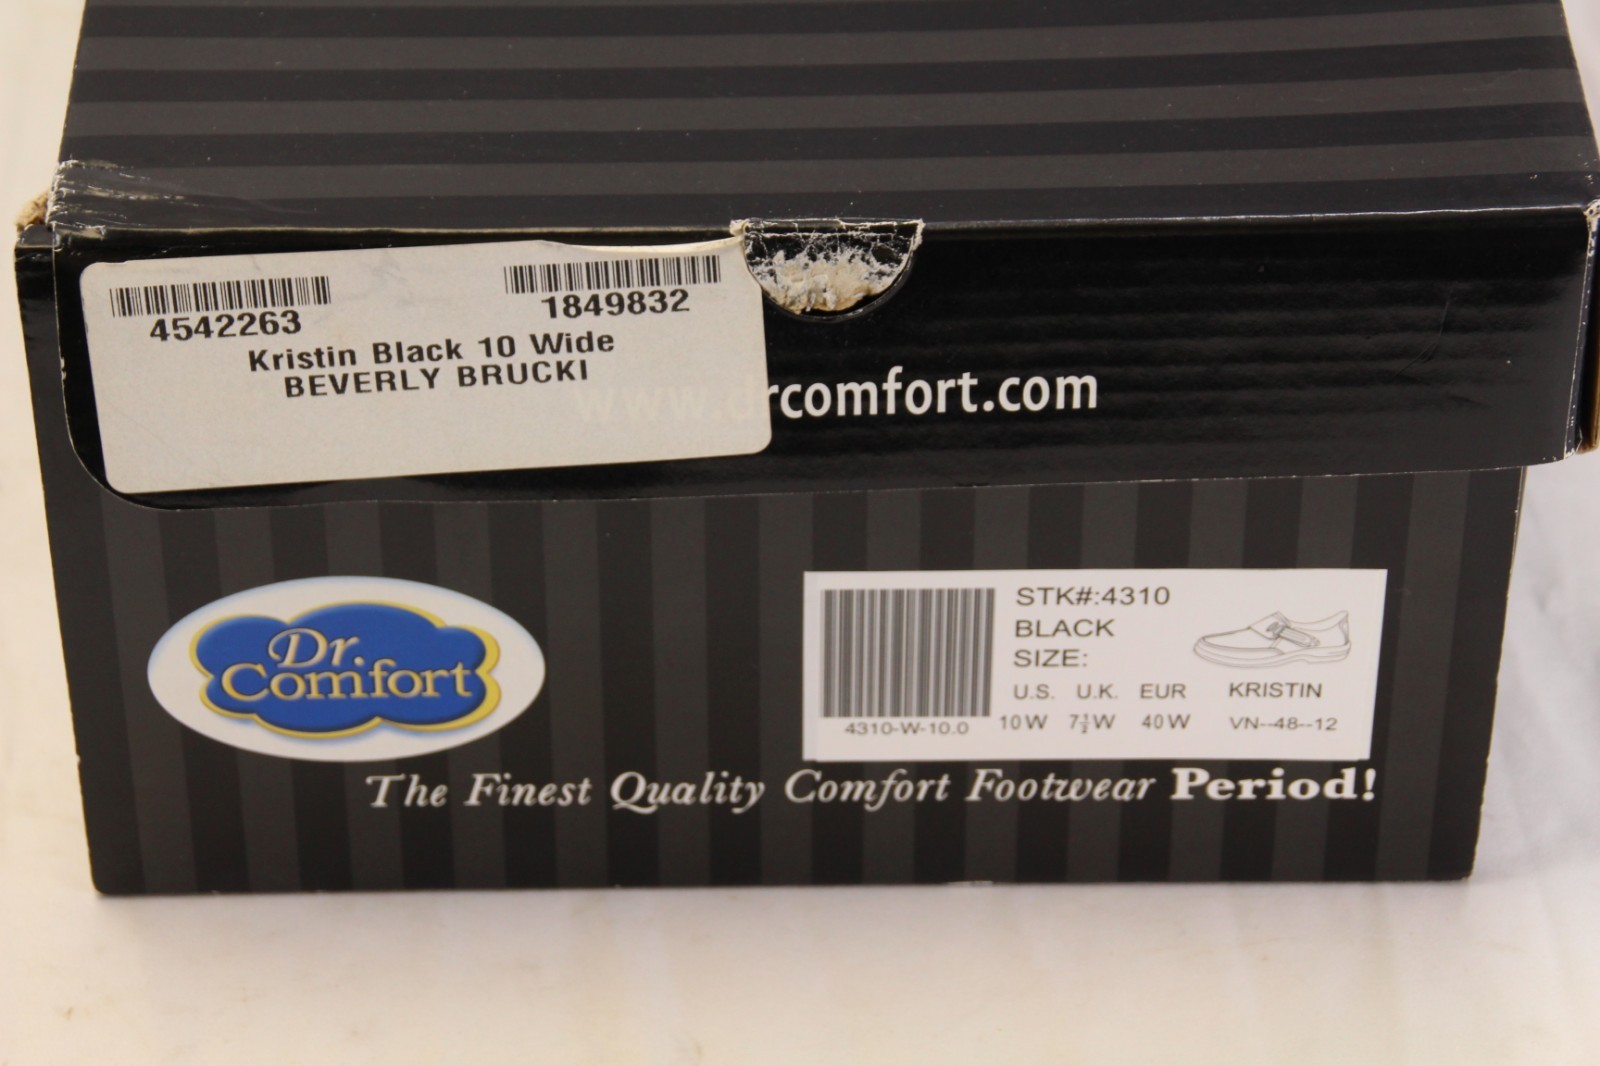 4542263
1849832
Kristin Black 10 Wide
BEVERLY BRUCKI
www.drcomfort.com
Dr.
Comfort
STK#:4310
BLACK
SIZE:
U.S. U.K. EUR KRISTIN
4310-W-10.0 10W 7½W 40W VN--48--12
The Finest Quality Comfort Footwear Period!